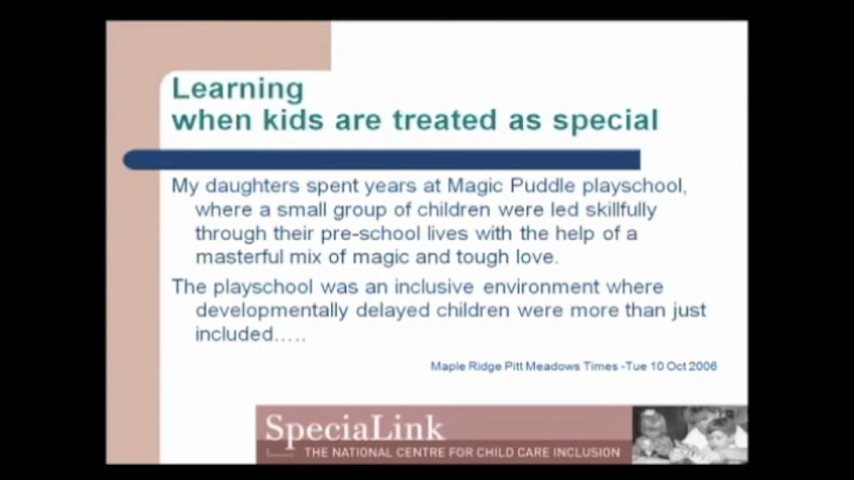 Learning
when kids are treated as special
My daughters spent years at Magic Puddle playschool,
where a small group of children were led skillfully
through their pre-school lives with the help of a
masterful mix of magic and tough love.
The playschool was an inclusive environment where
developmentally delayed children were more than just
included…..
Maple Ridge Pitt Meadows Times -Tue 10 Oct 2006
SpeciaLink
THE NATIONAL CENTRE FOR CHILD CARE INCLUSION